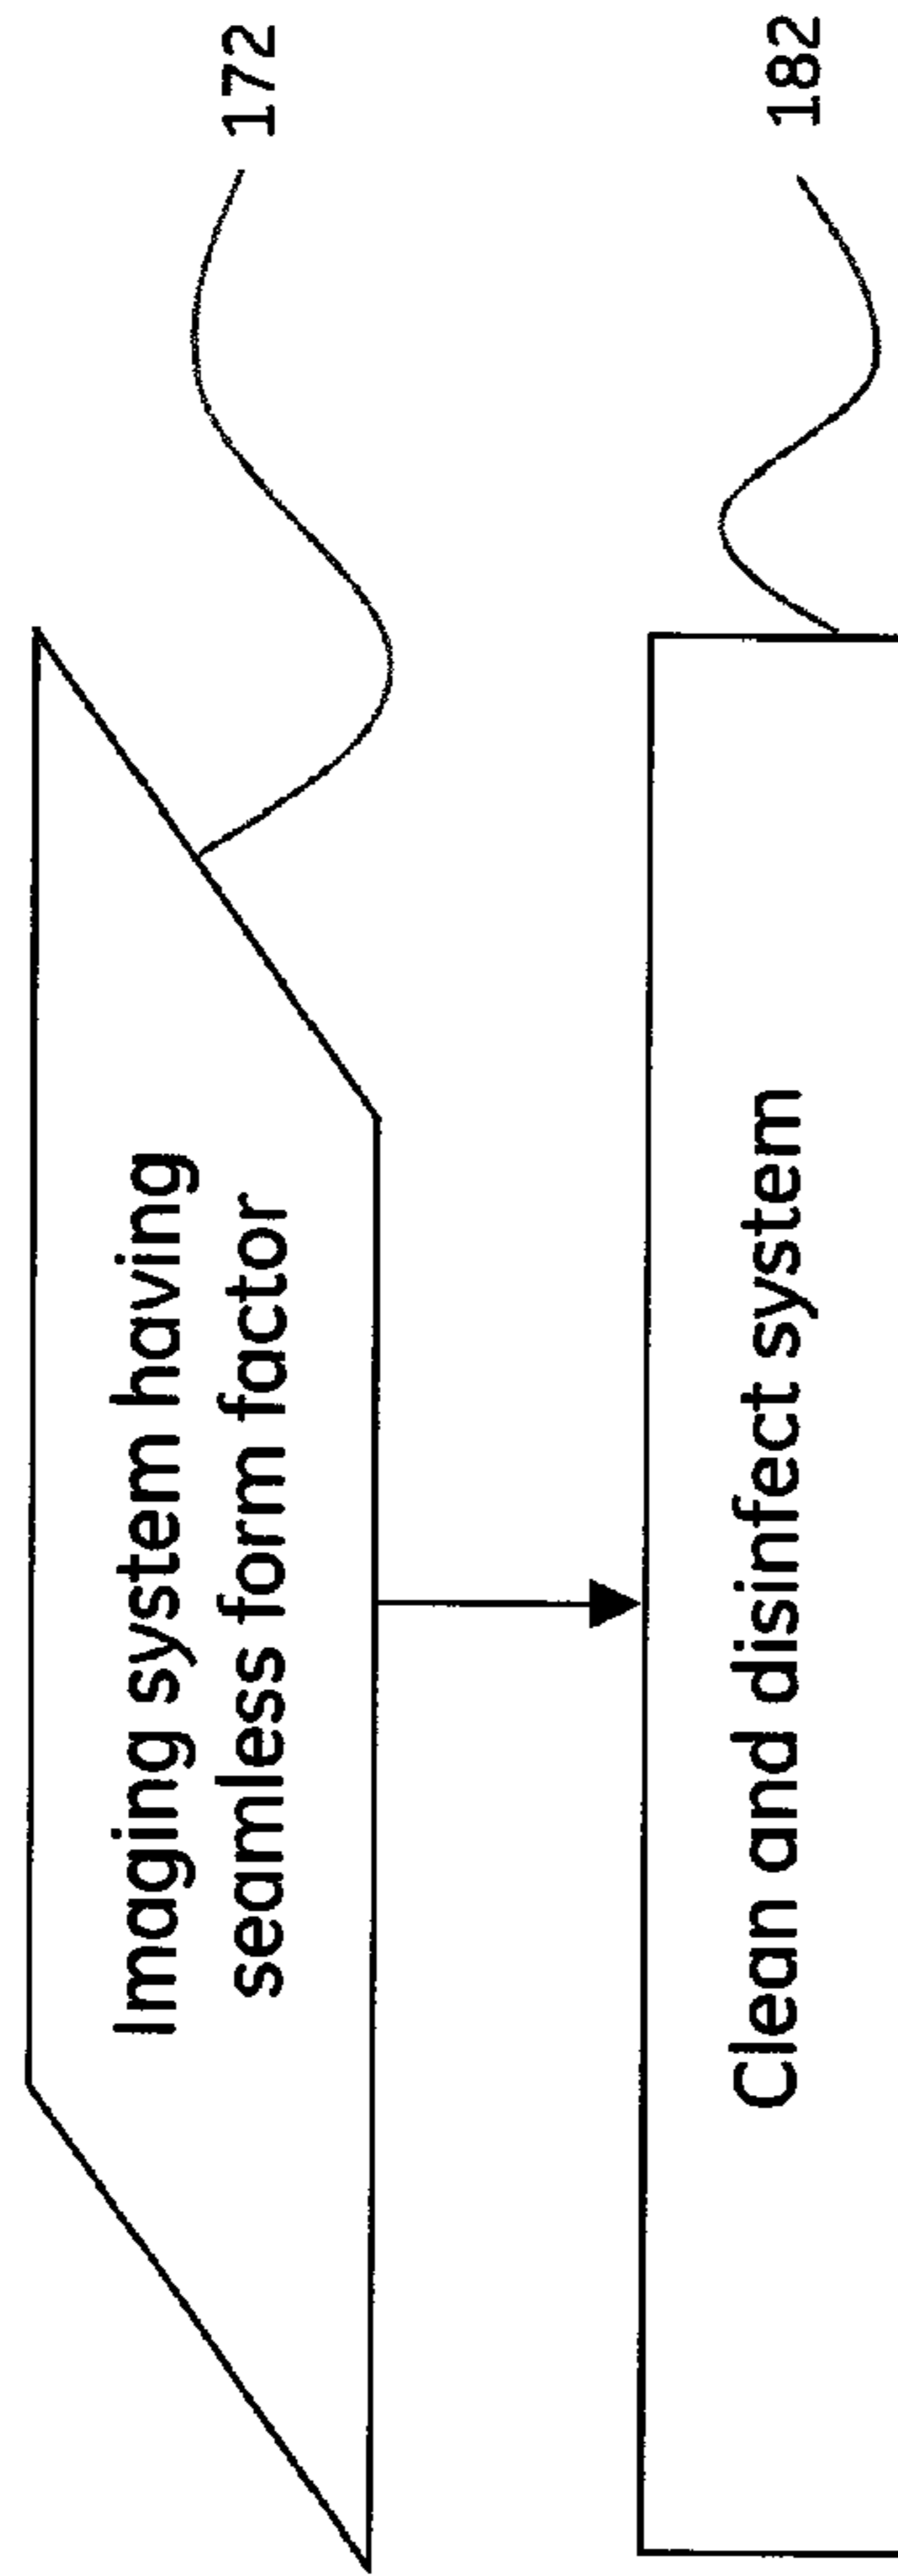 Imaging system having
seamless form factor
172
Clean and disinfect system
182